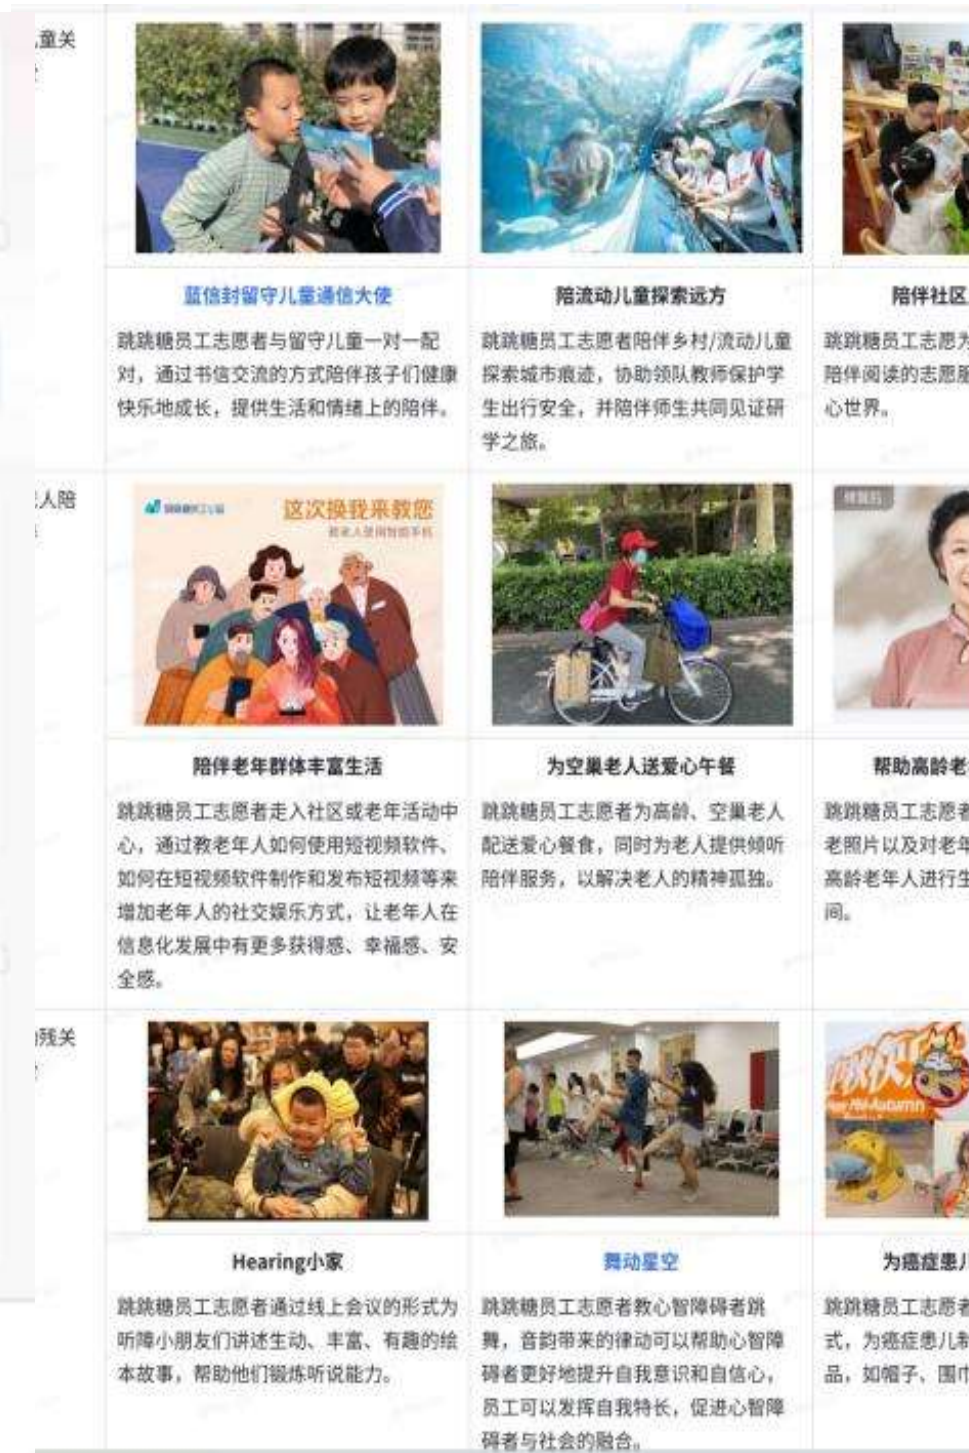 童关
蓝信封留守儿童通信大使
跳跳糖员工志愿者与留守儿童一对一配
对，通过书信交流的方式陪伴孩子们健康
快乐地成长，提供生活和情绪上的陪伴。
陪流动儿童探索远方
跳跳糖员工志愿者陪伴乡村/流动儿童
探索城市痕迹，协助领队教师保护学
生出行安全，并陪伴师生共同见证研
学之旅。
陪伴社区
跳跳糖员工志愿为
陪伴阅读的志愿服
心世界。
人陪
这次换我来教您
教老人使用智能手机
陪伴老年群体丰富生活
跳跳糖员工志愿者走入社区或老年活动中
心，通过教老年人如何使用短视频软件、
如何在短视频软件制作和发布短视频等来
增加老年人的社交娱乐方式，让老年人在
信息化发展中有更多获得感、幸福感、安
全感。
为空巢老人送爱心午餐
跳跳糖员工志愿者为高龄、空巢老人
配送爱心餐食，同时为老人提供倾听
陪伴服务，以解决老人的精神孤独。
修复后
帮助高龄老
跳跳糖员工志愿者
老照片以及对老年
高龄老年人进行生
间。
残关
Hearing小家
跳跳糖员工志愿者通过线上会议的形式为
听障小朋友们讲述生动、丰富、有趣的绘
本故事，帮助他们锻炼听说能力。
舞动星空
跳跳糖员工志愿者教心智障碍者跳
舞，音韵带来的律动可以帮助心智障
碍者更好地提升自我意识和自信心，
员工可以发挥自我特长，促进心智障
碍者与社会的融合。
Mid-Autumn
为癌症患儿
跳跳糖员工志愿者
式，为癌症患儿制
品，如帽子、围巾